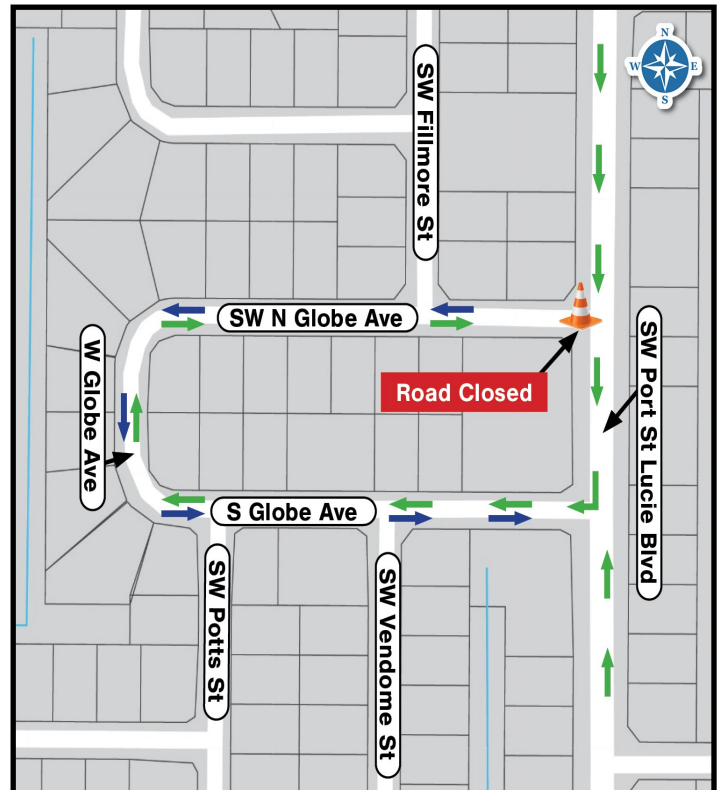 N
W
E
S
SW Fillmore St
SW N Globe Ave
Road Closed
SW Port St Lucie Blvd
W Globe Ave
S Globe Ave
SW Potts St
SW Vendome St